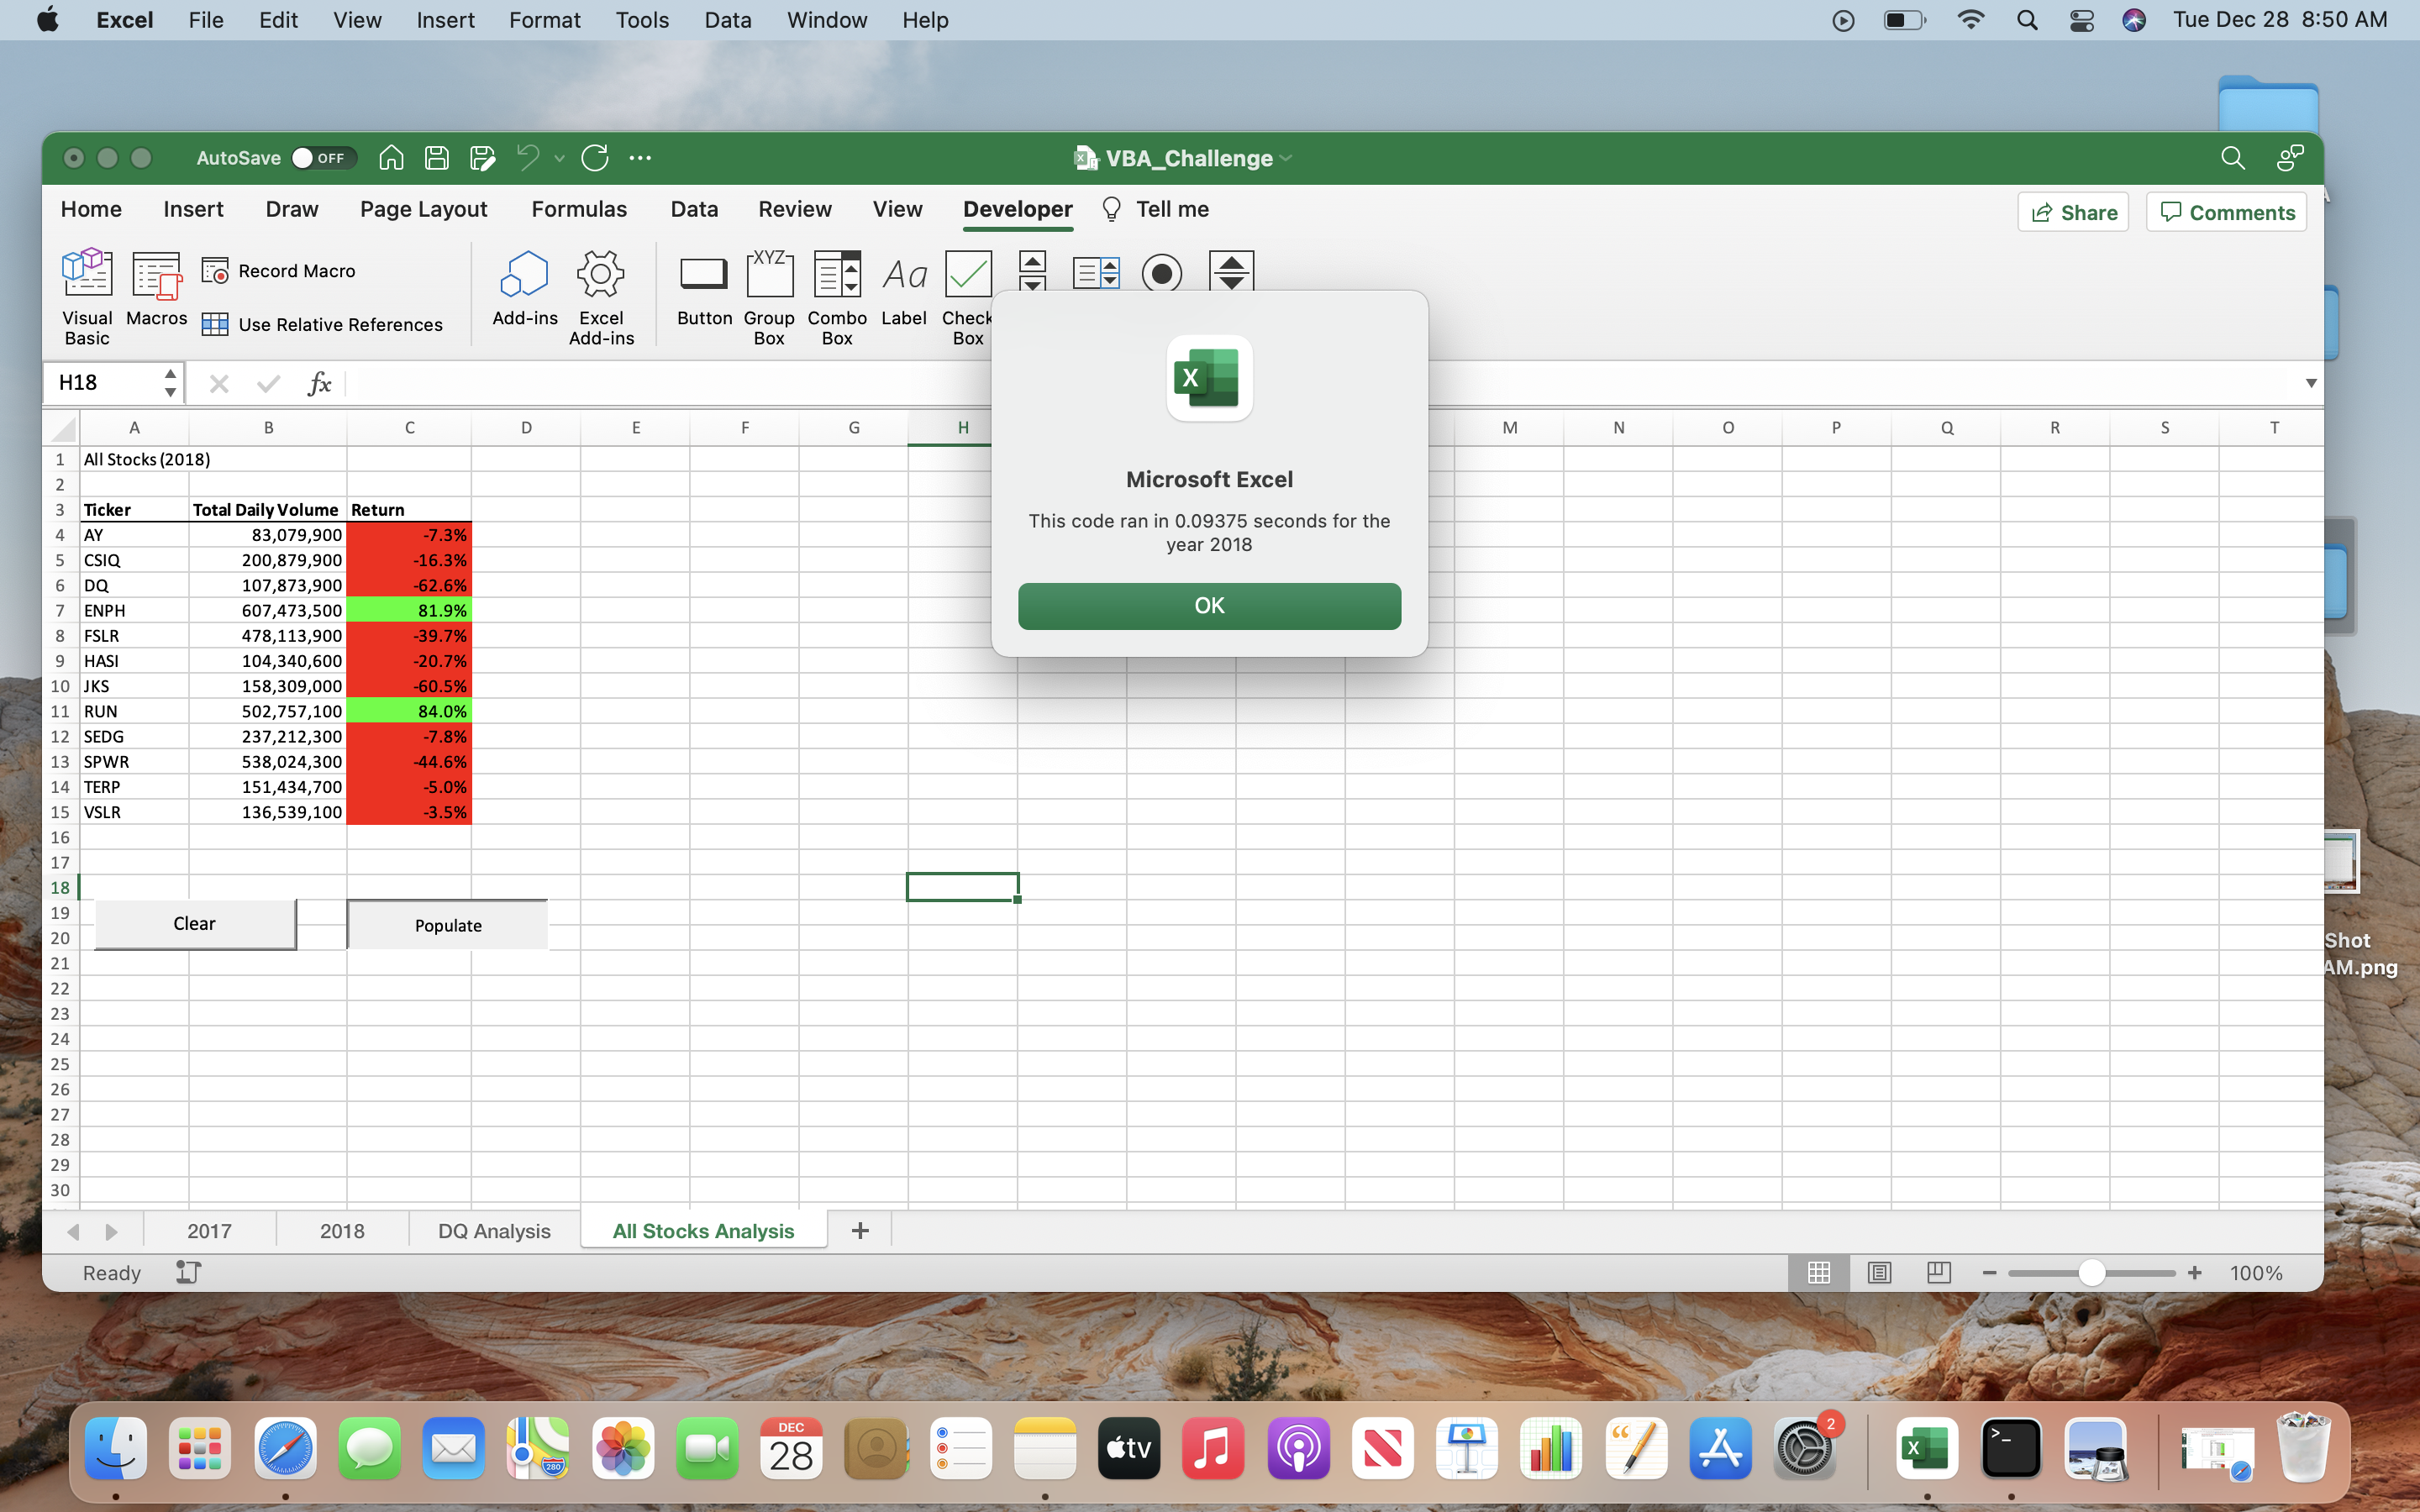 Excel File Edit View Insert Format Tools Data Window Help Tue Dec 28 8:50 AM
AutoSave OFF VBA_Challenge
Home Insert Draw Page Layout Formulas Data Review View Developer Tell me Share Comments
Visual Basic
Macros
Record Macro
Use Relative References
Add-ins
Excel Add-ins
XYZ
Aa
Button
Group Box
Combo Box
Label
Check Box
H18 fx
Microsoft Excel
This code ran in 0.09375 seconds for the
year 2018
OK
A B C D E F G H M N O P Q R S T
1 All Stocks (2018)
2
3 Ticker Total Daily Volume Return
4 AY 83,079,900 -7.3%
5 CSIQ 200,879,900 -16.3%
6 DQ 107,873,900 -62.6%
7 ENPH 607,473,500 81.9%
8 FSLR 478,113,900 -39.7%
9 HASI 104,340,600 -20.7%
10 JKS 158,309,000 -60.5%
11 RUN 502,757,100 84.0%
12 SEDG 237,212,300 -7.8%
13 SPWR 538,024,300 -44.6%
14 TERP 151,434,700 -5.0%
15 VSLR 136,539,100 -3.5%
16
17
18
19
20
Clear Populate
21
22
23
24
25
26
27
28
29
30
Shot
AM.png
2017 2018 DQ Analysis All Stocks Analysis +
Ready 100%
280
DEC
28
tv
2
X
>_